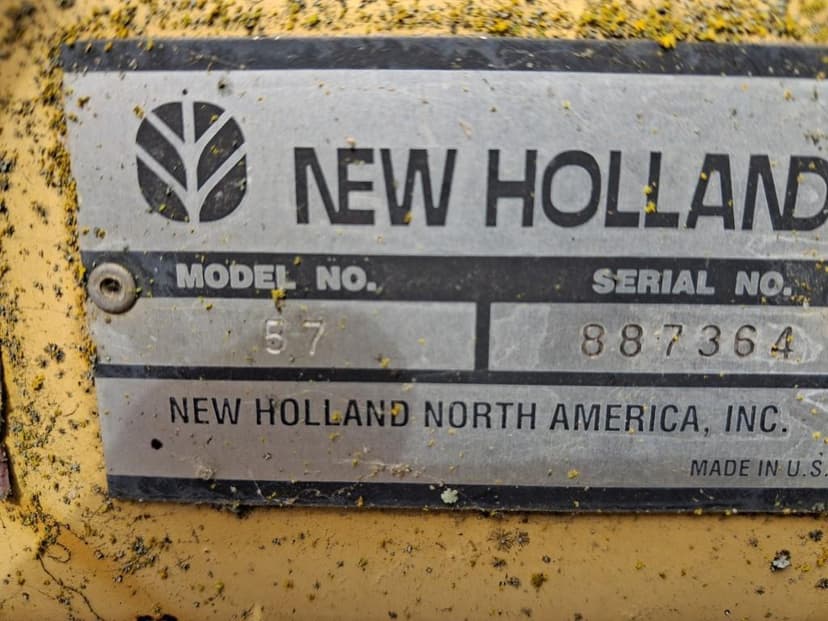 NEW HOLLAND
MODEL NO. SERIAL NO.
57 887364
NEW HOLLAND NORTH AMERICA, INC.
MADE IN U.S.